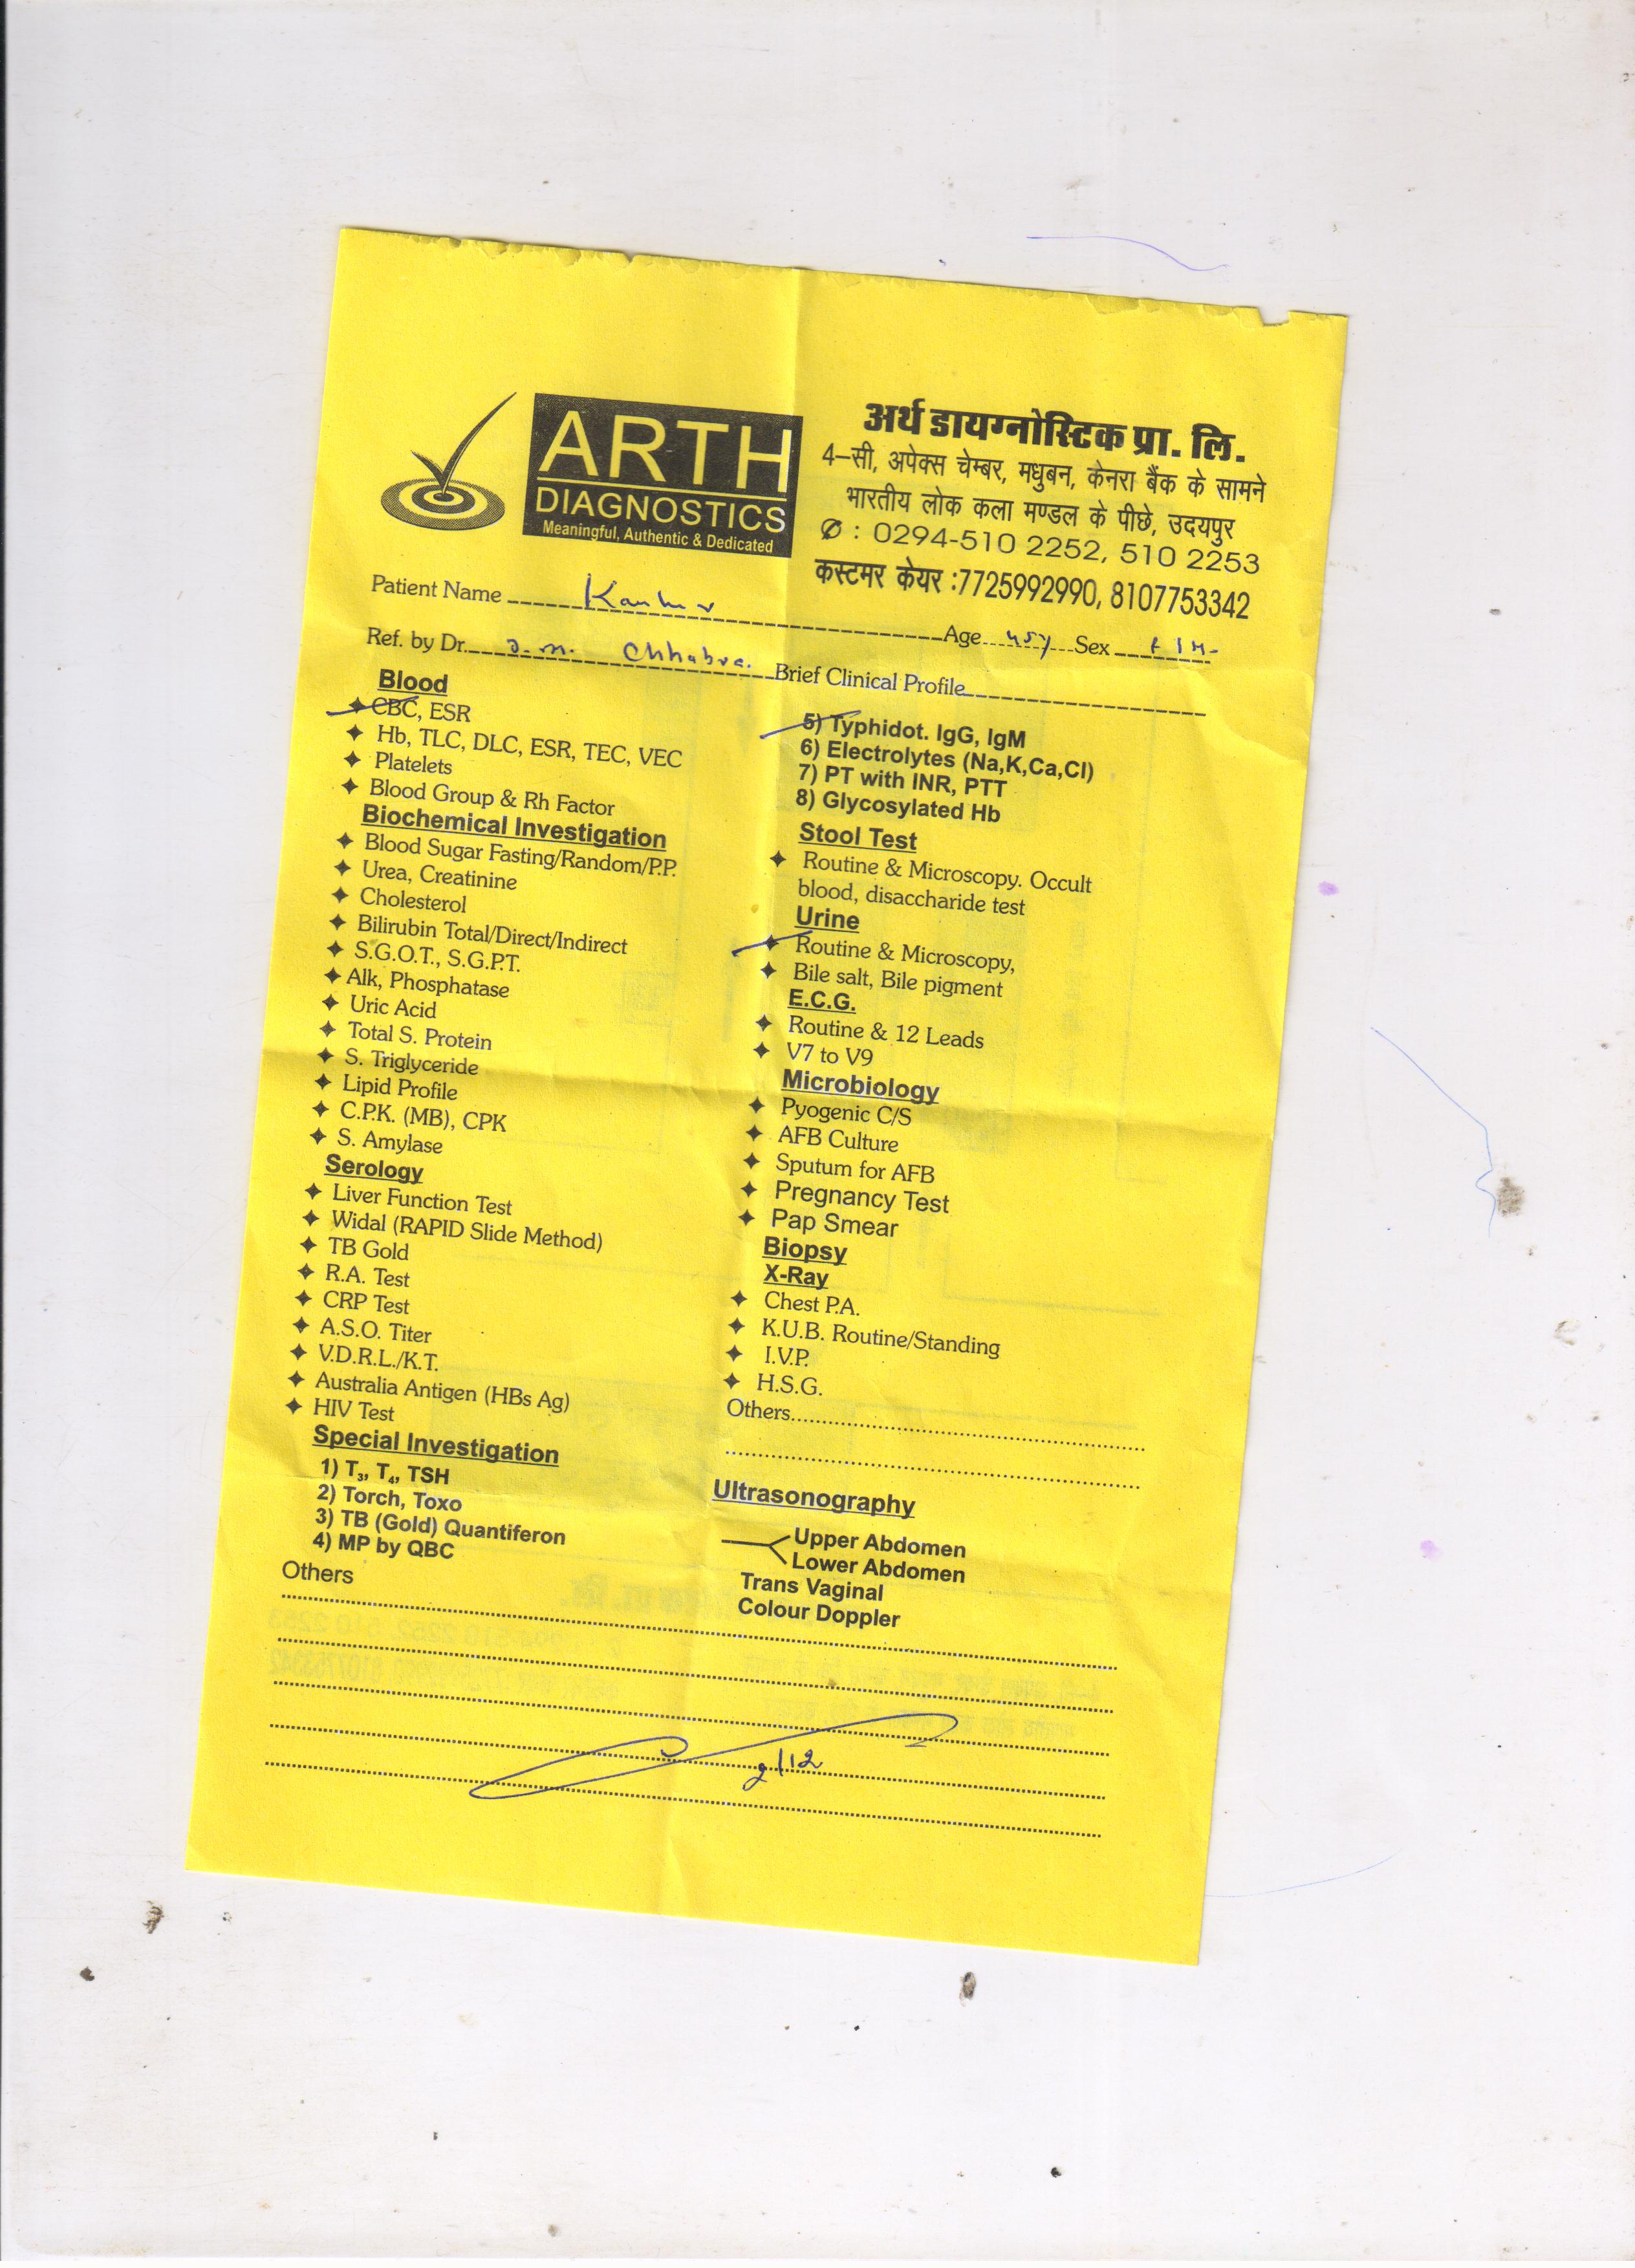 ARTH
DIAGNOSTICS
Meaningful, Authentic & Dedicated
अर्थ डायग्नोस्टिक प्रा. लि.
4–सी, अपेक्स चेम्बर, मधुबन, केनरा बैंक के सामने
भारतीय लोक कला मण्डल के पीछे, उदयपुर
✆ : 0294-510 2252, 510 2253
कस्टमर केयर :7725992990, 8107753342
Patient Name Age 45y Sex
Ref. by Dr. Chhabra. Brief Clinical Profile
Blood
CBC, ESR
Hb, TLC, DLC, ESR, TEC, VEC
Platelets
Blood Group & Rh Factor
Biochemical Investigation
Blood Sugar Fasting/Random/P.P.
Urea, Creatinine
Cholesterol
Bilirubin Total/Direct/Indirect
S.G.O.T., S.G.P.T.
Alk, Phosphatase
Uric Acid
Total S. Protein
S. Triglyceride
Lipid Profile
C.P.K. (MB), CPK
S. Amylase
Serology
Liver Function Test
Widal (RAPID Slide Method)
TB Gold
R.A. Test
CRP Test
A.S.O. Titer
V.D.R.L./K.T.
Australia Antigen (HBs Ag)
HIV Test
Special Investigation
1) T₃, T₄, TSH
2) Torch, Toxo
3) TB (Gold) Quantiferon
4) MP by QBC
Others
5) Typhidot. IgG, IgM
6) Electrolytes (Na,K,Ca,Cl)
7) PT with INR, PTT
8) Glycosylated Hb
Stool Test
Routine & Microscopy. Occult
blood, disaccharide test
Urine
Routine & Microscopy,
Bile salt, Bile pigment
E.C.G.
Routine & 12 Leads
V7 to V9
Microbiology
Pyogenic C/S
AFB Culture
Sputum for AFB
Pregnancy Test
Pap Smear
Biopsy
X-Ray
Chest P.A.
K.U.B. Routine/Standing
I.V.P.
H.S.G.
Others
Ultrasonography
Upper Abdomen
Lower Abdomen
Trans Vaginal
Colour Doppler
2/12